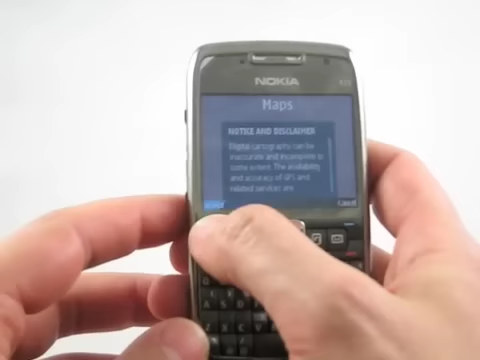 NOKIA
Maps
NOTICE AND DISCLAIMER
Digital cartography can be
inaccurate and incomplete to
some extent. The availability
and accuracy of GPS and
related services are